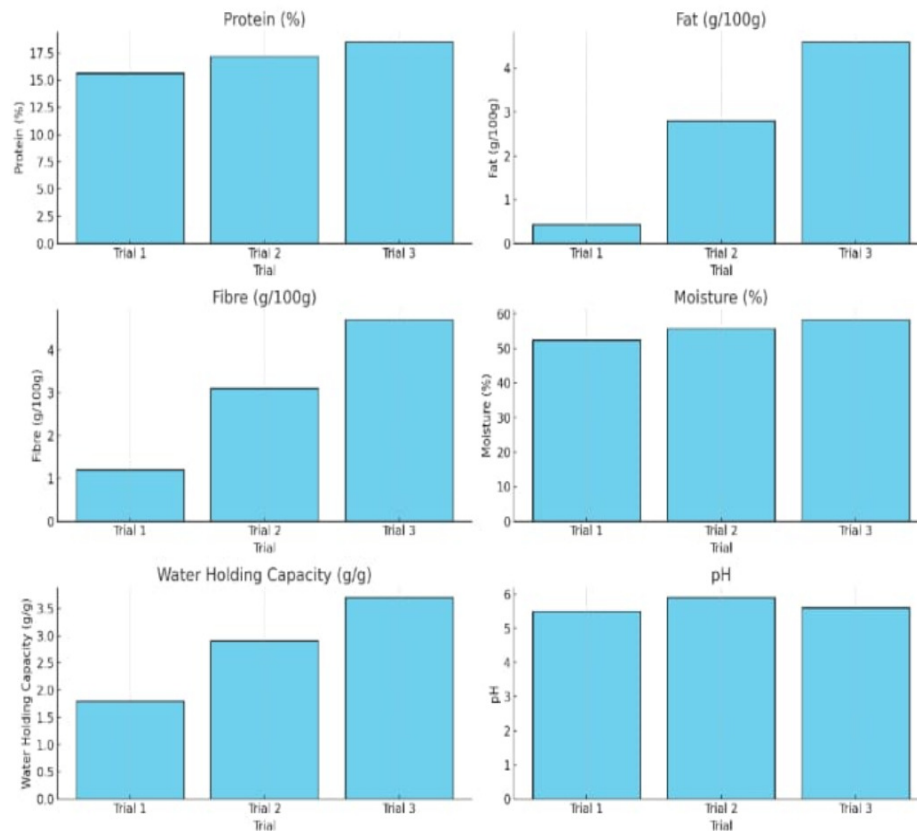 Protein (%)
Protein (%)
17.5
15.0
12.5
10.0
7.5
5.0
2.5
0.0
Trial 1 Trial 2 Trial 3
Trial
Fat (g/100g)
Fat (g/100g)
4
3
2
1
0
Trial 1 Trial 2 Trial 3
Trial
Fibre (g/100g)
Fibre (g/100g)
4
3
2
1
0
Trial 1 Trial 2 Trial 3
Trial
Moisture (%)
Moisture (%)
60
50
40
30
20
10
0
Trial 1 Trial 2 Trial 3
Trial
Water Holding Capacity (g/g)
Water Holding Capacity (g/g)
3.5
3.0
2.5
2.0
1.5
1.0
0.5
0.0
Trial 1 Trial 2 Trial 3
Trial
pH
pH
6
5
4
3
2
1
0
Trial 1 Trial 2 Trial 3
Trial